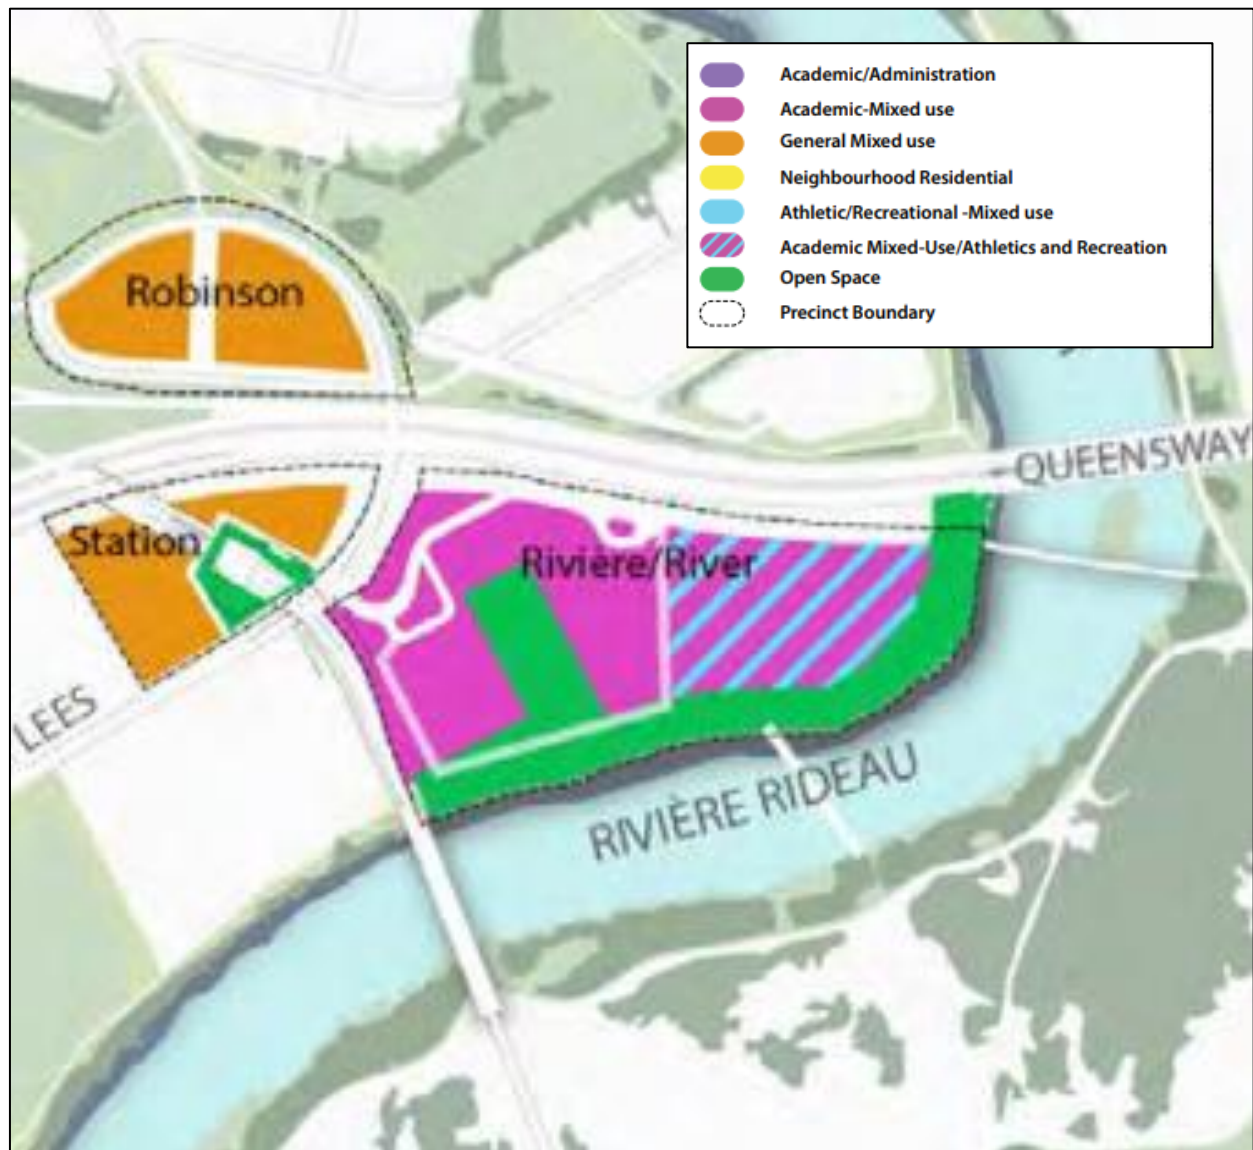 Academic/Administration
Academic-Mixed use
General Mixed use
Neighbourhood Residential
Athletic/Recreational -Mixed use
Academic Mixed-Use/Athletics and Recreation
Open Space
Precinct Boundary
Robinson
QUEENSWAY
Station
Rivière/River
LEES
RIVIÈRE RIDEAU